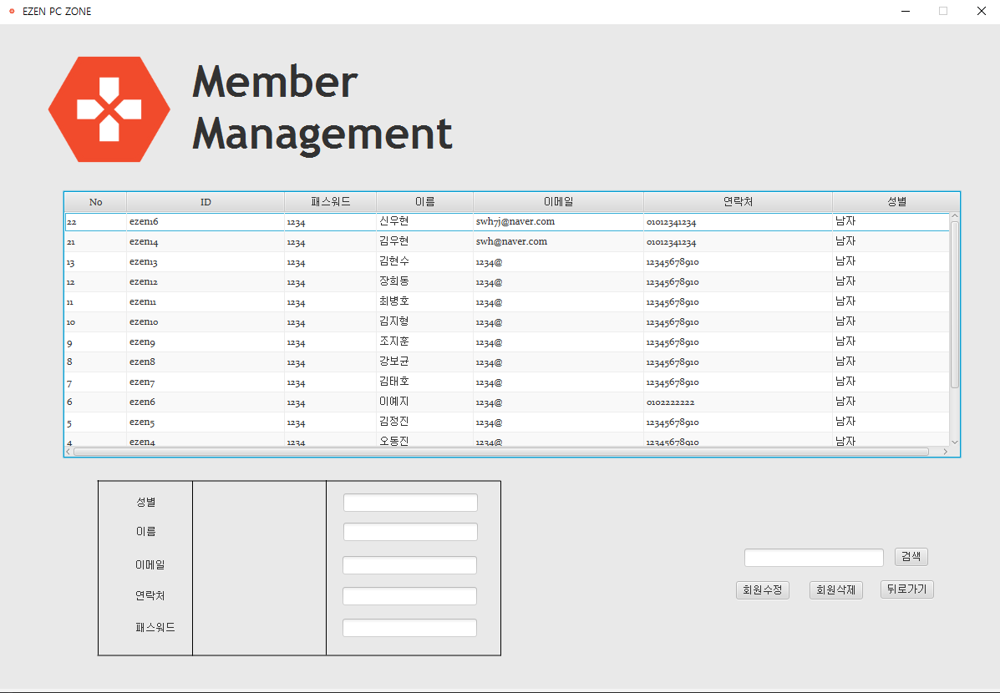 EZEN PC ZONE
Member
Management
No ID 패스워드 이름 이메일 연락처 성별
22 ezen16 1234 신우현 swh7j@naver.com 01012341234 남자
21 ezen14 1234 김우현 swh@naver.com 01012341234 남자
13 ezen13 1234 김현수 1234@ 12345678910 남자
12 ezen12 1234 장희동 1234@ 12345678910 남자
11 ezen11 1234 최병호 1234@ 12345678910 남자
10 ezen10 1234 김지형 1234@ 12345678910 남자
9 ezen9 1234 조지훈 1234@ 12345678910 남자
8 ezen8 1234 강보균 1234@ 12345678910 남자
7 ezen7 1234 김태호 1234@ 12345678910 남자
6 ezen6 1234 이예지 1234@ 0102222222 남자
5 ezen5 1234 김정진 1234@ 12345678910 남자
4 ezen4 1234 오동진 1234@ 12345678910 남자
성별
이름
이메일
연락처
패스워드
검색
회원수정 회원삭제 뒤로가기